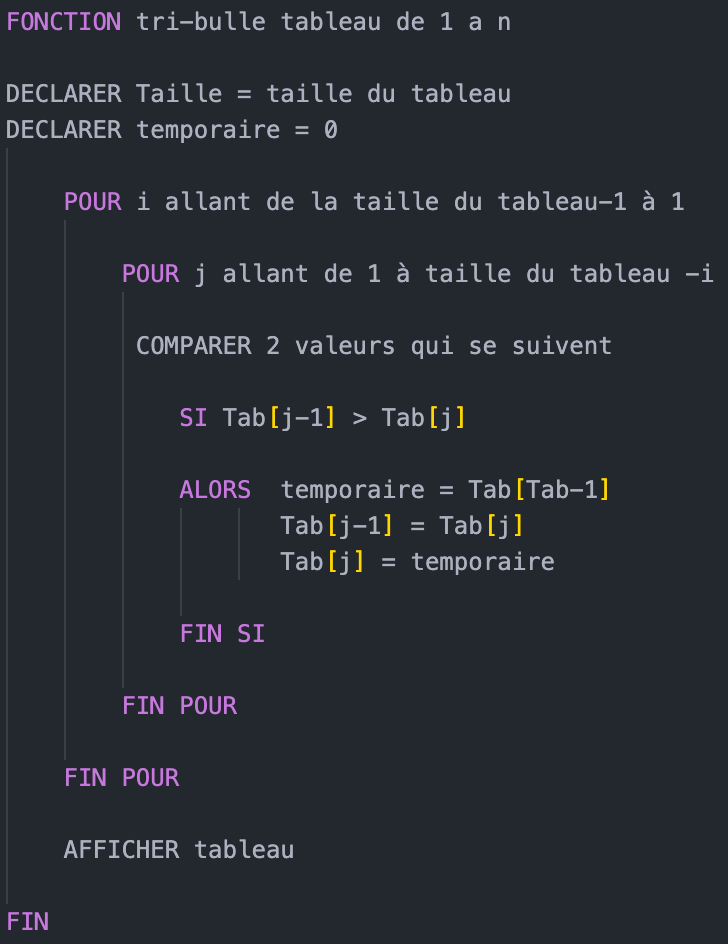 FONCTION tri-bulle tableau de 1 a n
DECLARER Taille = taille du tableau
DECLARER temporaire = 0
POUR i allant de la taille du tableau-1 à 1
POUR j allant de 1 à taille du tableau -i
COMPARER 2 valeurs qui se suivent
SI Tab[j-1] > Tab[j]
ALORS  temporaire = Tab[Tab-1]
Tab[j-1] = Tab[j]
Tab[j] = temporaire
FIN SI
FIN POUR
FIN POUR
AFFICHER tableau
FIN